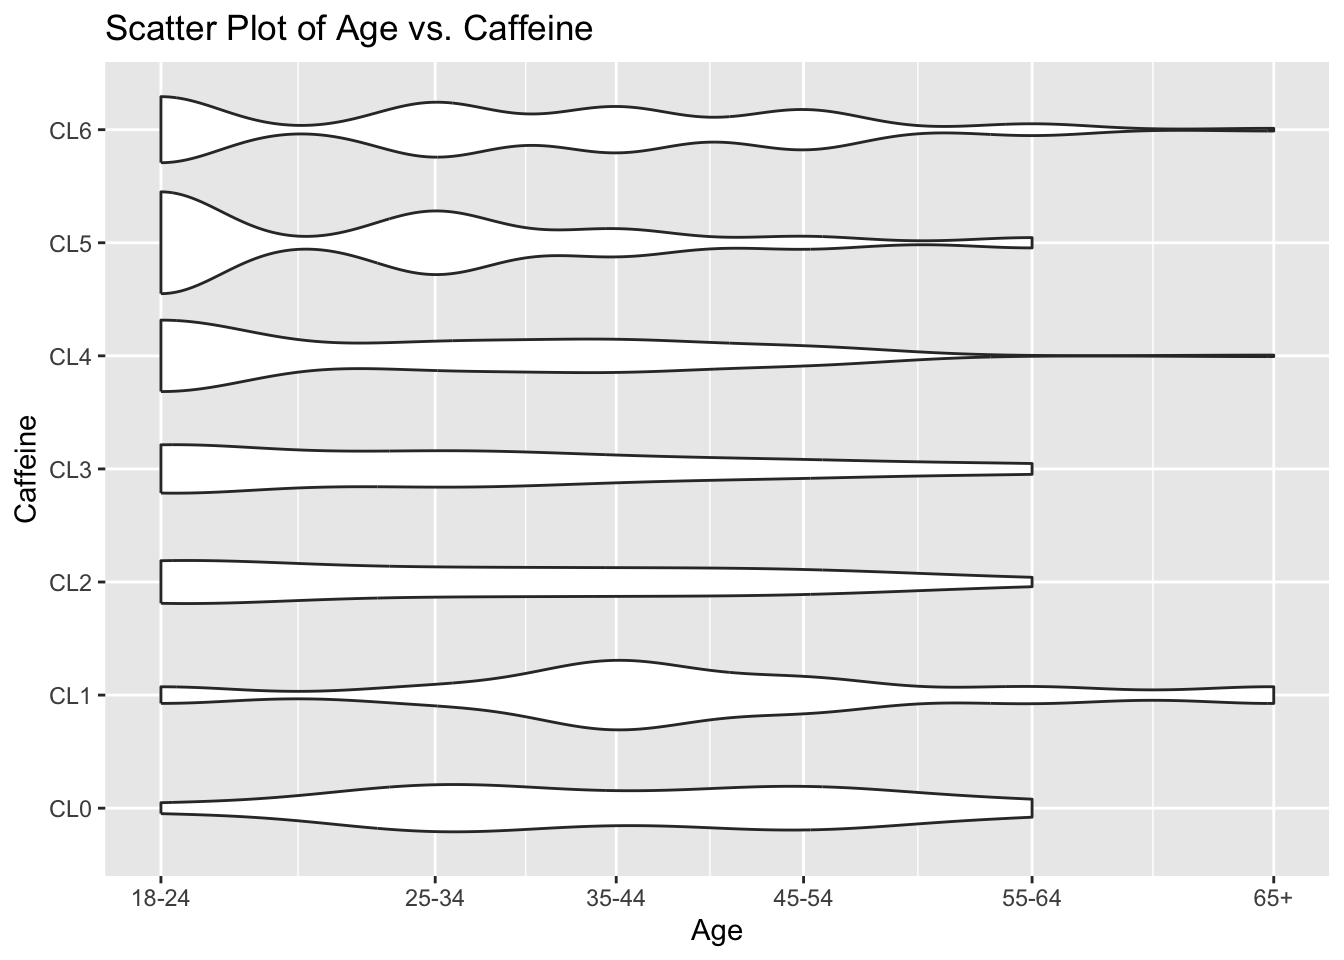 Scatter Plot of Age vs. Caffeine
Caffeine
CL6
CL5
CL4
CL3
CL2
CL1
CL0
18-24 25-34 35-44 45-54 55-64 65+
Age